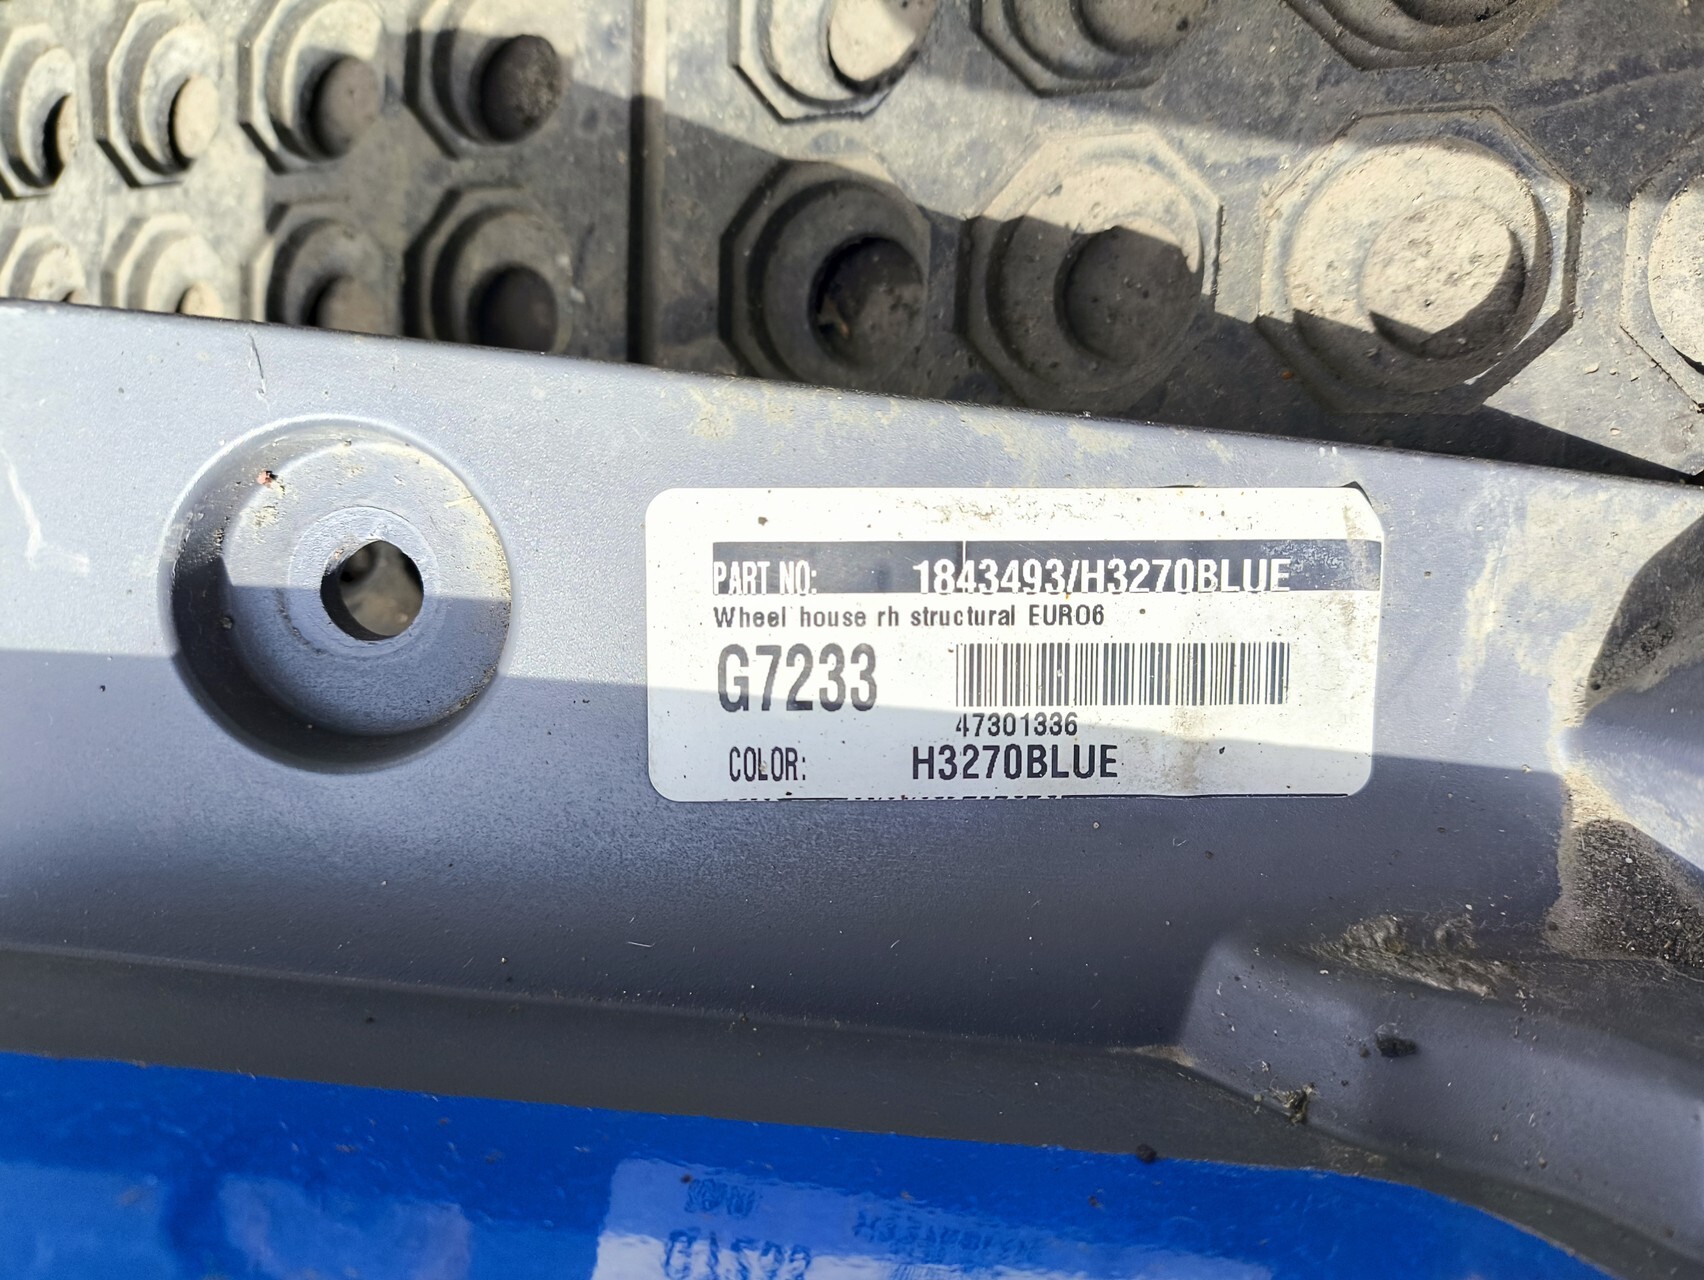 PART NO: 1843493/H3270BLUE
Wheel house rh structural EURO6
G7233
47301336
COLOR: H3270BLUE